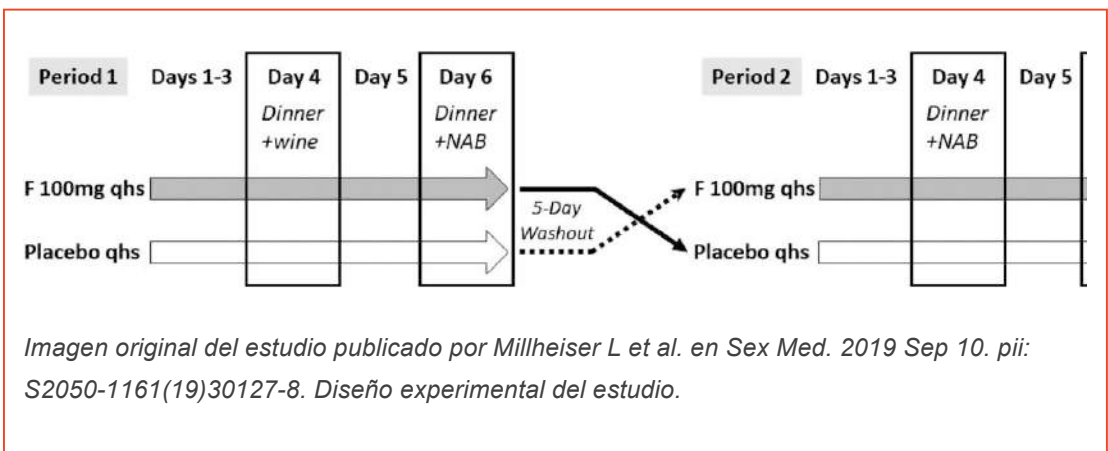 Period 1 Days 1-3 Day 4 Day 5 Day 6 Period 2 Days 1-3 Day 4 Day 5
Dinner Dinner Dinner
+wine +NAB +NAB
F 100mg qhs F 100mg qhs
5-Day
Washout
Placebo qhs Placebo qhs
Imagen original del estudio publicado por Millheiser L et al. en Sex Med. 2019 Sep 10. pii:
S2050-1161(19)30127-8. Diseño experimental del estudio.